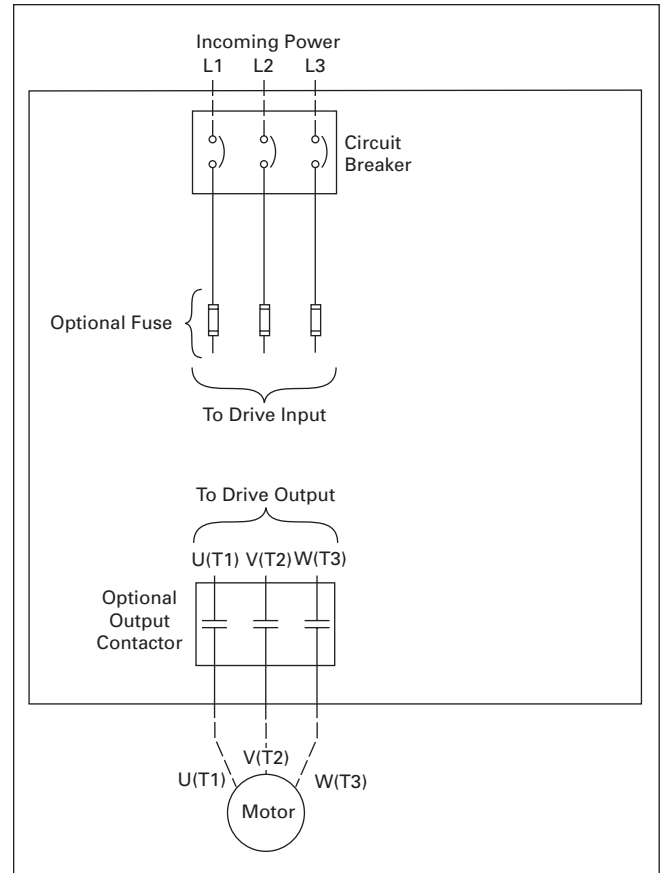 Incoming Power
L1 L2 L3
Circuit
Breaker
Optional Fuse
To Drive Input
To Drive Output
U(T1) V(T2) W(T3)
Optional
Output
Contactor
V(T2)
U(T1) W(T3)
Motor